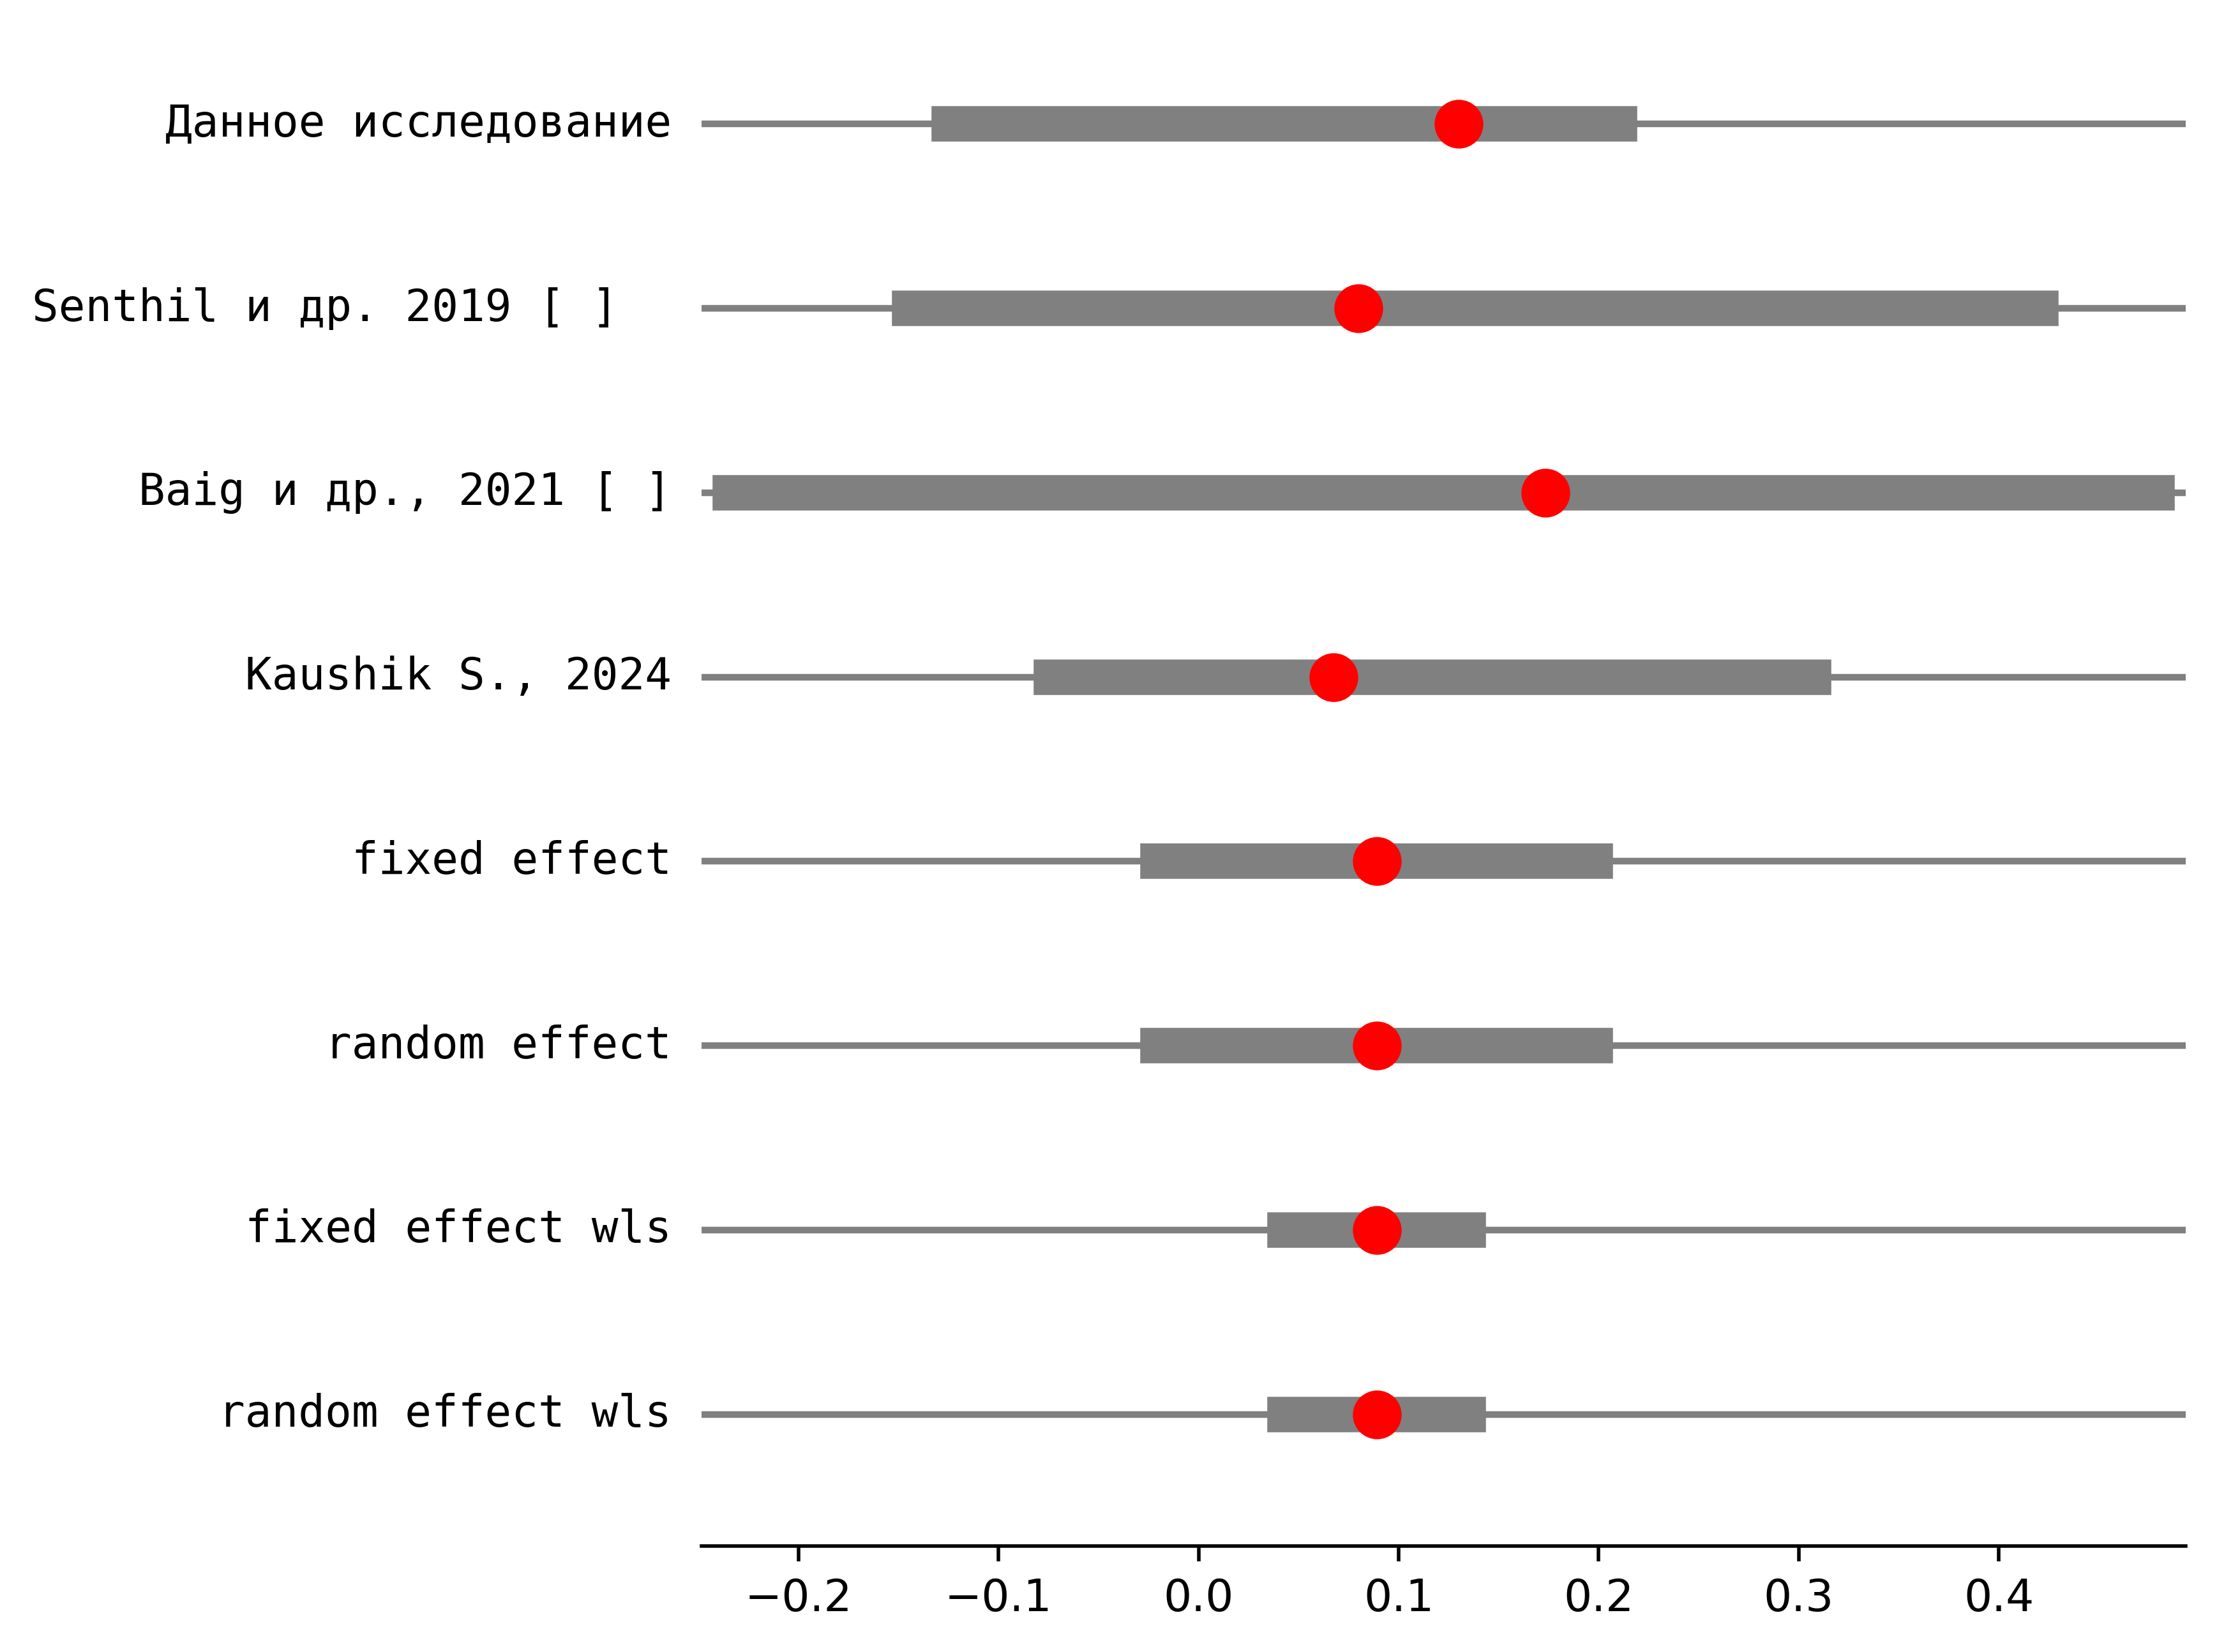 Данное исследование
Senthil и др. 2019 [ ]
Baig и др., 2021 [ ]
Kaushik S., 2024
fixed effect
random effect
fixed effect wls
random effect wls
−0.2 −0.1 0.0 0.1 0.2 0.3 0.4